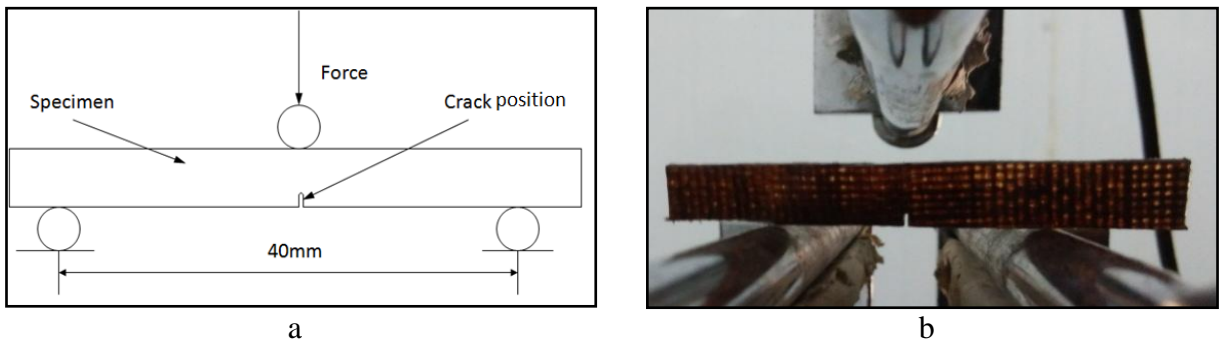 Force
Specimen
Crack position
40mm
a
b